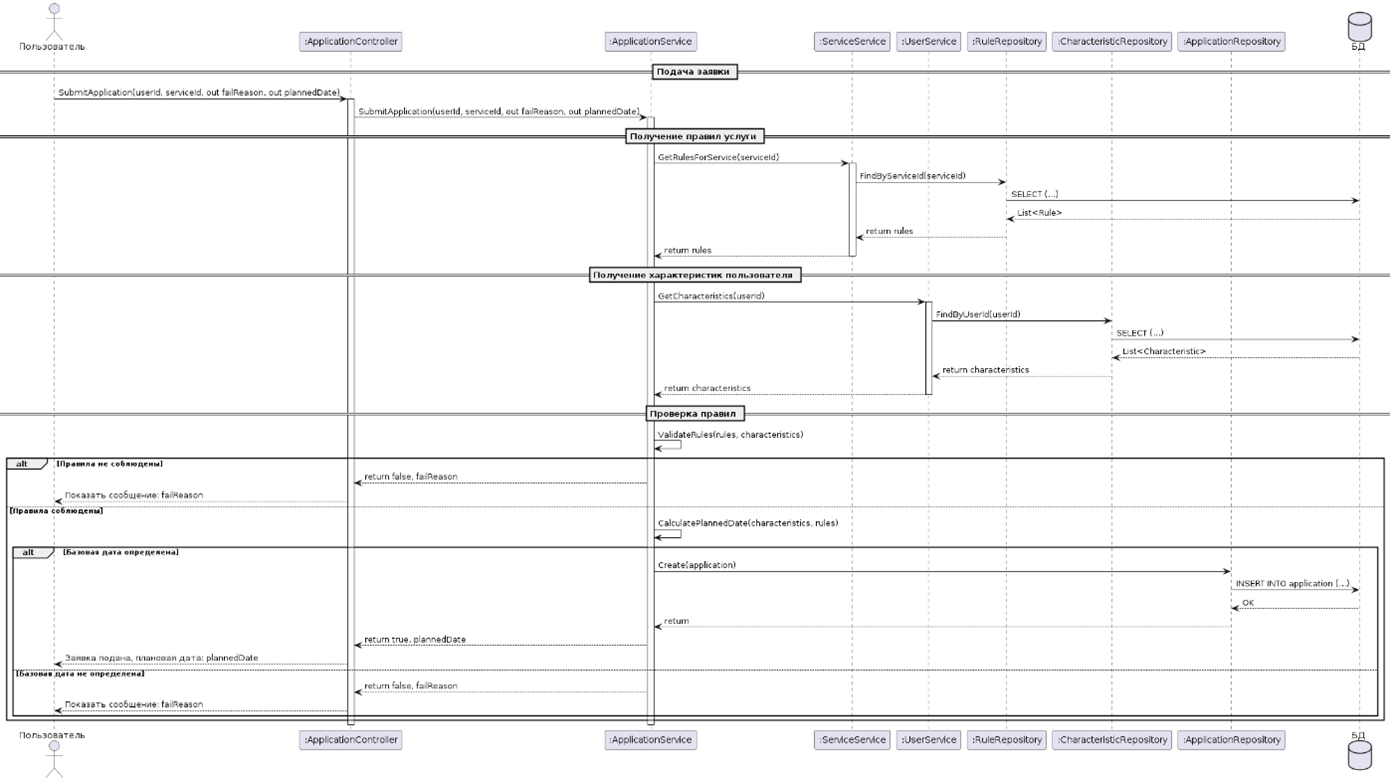 Пользователь
:ApplicationController
:ApplicationService
:ServiceService
:UserService
:RuleRepository
:CharacteristicRepository
:ApplicationRepository
БД
Подача заявки
SubmitApplication(userId, serviceId, out failReason, out plannedDate)
SubmitApplication(userId, serviceId, out failReason, out plannedDate)
Получение правил услуги
GetRulesForService(serviceId)
FindByServiceId(serviceId)
SELECT (...)
List<Rule>
return rules
return rules
Получение характеристик пользователя
GetCharacteristics(userId)
FindByUserId(userId)
SELECT (...)
List<Characteristic>
return characteristics
return characteristics
Проверка правил
ValidateRules(rules, characteristics)
alt
[Правила не соблюдены]
return false, failReason
Показать сообщение: failReason
[Правила соблюдены]
CalculatePlannedDate(characteristics, rules)
alt
[Базовая дата определена]
Create(application)
INSERT INTO application (...)
OK
return
return true, plannedDate
Заявка подана, плановая дата: plannedDate
[Базовая дата не определена]
return false, failReason
Показать сообщение: failReason
Пользователь
:ApplicationController
:ApplicationService
:ServiceService
:UserService
:RuleRepository
:CharacteristicRepository
:ApplicationRepository
БД